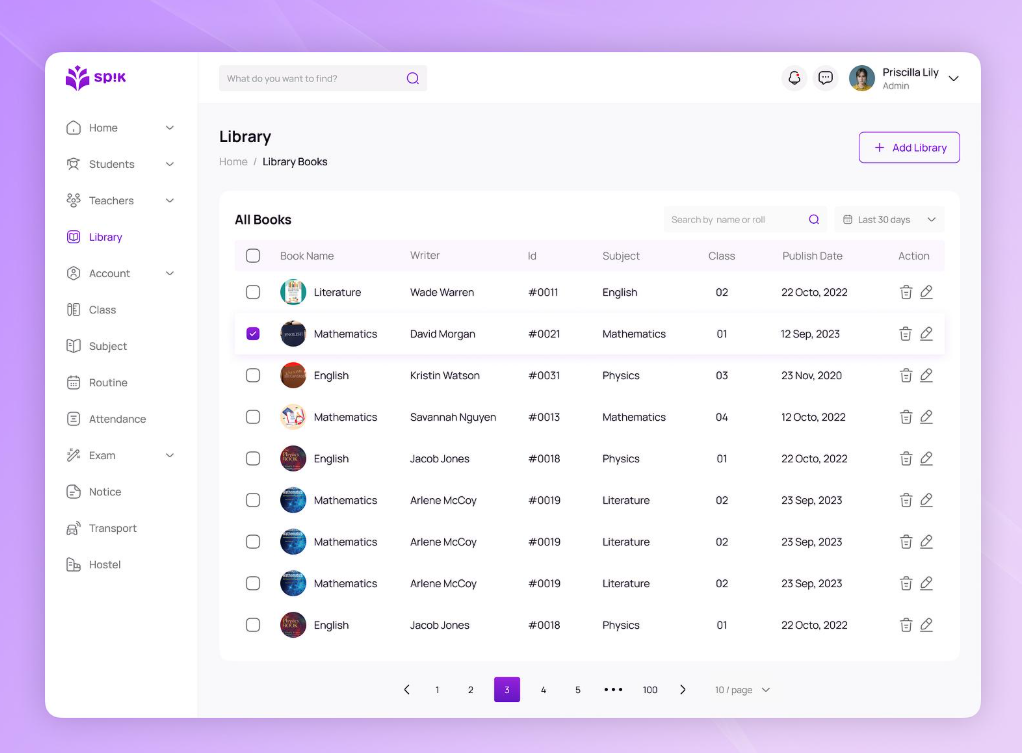 sp!K
What do you want to find?
Priscilla Lily
Admin
Home
Students
Teachers
Library
Account
Class
Subject
Routine
Attendance
Exam
Notice
Transport
Hostel
Library
Home / Library Books
+ Add Library
All Books
Search by name or roll
Last 30 days
Book Name Writer Id Subject Class Publish Date Action
Literature Wade Warren #0011 English 02 22 Octo, 2022
Mathematics David Morgan #0021 Mathematics 01 12 Sep, 2023
English Kristin Watson #0031 Physics 03 23 Nov, 2020
Mathematics Savannah Nguyen #0013 Mathematics 04 12 Octo, 2022
English Jacob Jones #0018 Physics 01 22 Octo, 2022
Mathematics Arlene McCoy #0019 Literature 02 23 Sep, 2023
Mathematics Arlene McCoy #0019 Literature 02 23 Sep, 2023
Mathematics Arlene McCoy #0019 Literature 02 23 Sep, 2023
English Jacob Jones #0018 Physics 01 22 Octo, 2022
1 2 3 4 5 ••• 100 10 / page